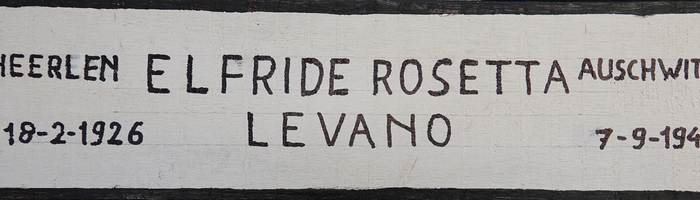 HEERLEN ELFRIDE ROSETTA AUSCHWIT
18-2-1926 LEVANO 7-9-194